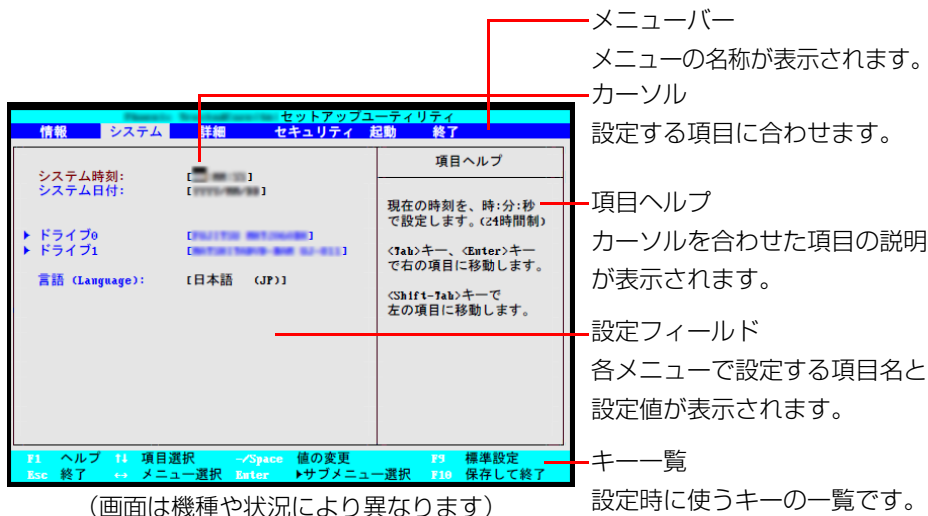 メニューバー
メニューの名称が表示されます。
カーソル
設定する項目に合わせます。
項目ヘルプ
カーソルを合わせた項目の説明
が表示されます。
設定フィールド
各メニューで設定する項目名と
設定値が表示されます。
キー一覧
設定時に使うキーの一覧です。
セットアップユーティリティ
情報 システム 詳細 セキュリティ 起動 終了
システム時刻:
システム日付:
ドライブ0
ドライブ1
言語 (Language): [日本語 (JP)]
項目ヘルプ
現在の時刻を、時:分:秒
で設定します。(24時間制)
<Tab>キー、<Enter>キー
で右の項目に移動します。
<Shift-Tab>キーで
左の項目に移動します。
F1 ヘルプ ↑↓ 項目選択 -/Space 値の変更 F9 標準設定
Esc 終了 ↔ メニュー選択 Enter ▶サブメニュー選択 F10 保存して終了
(画面は機種や状況により異なります)